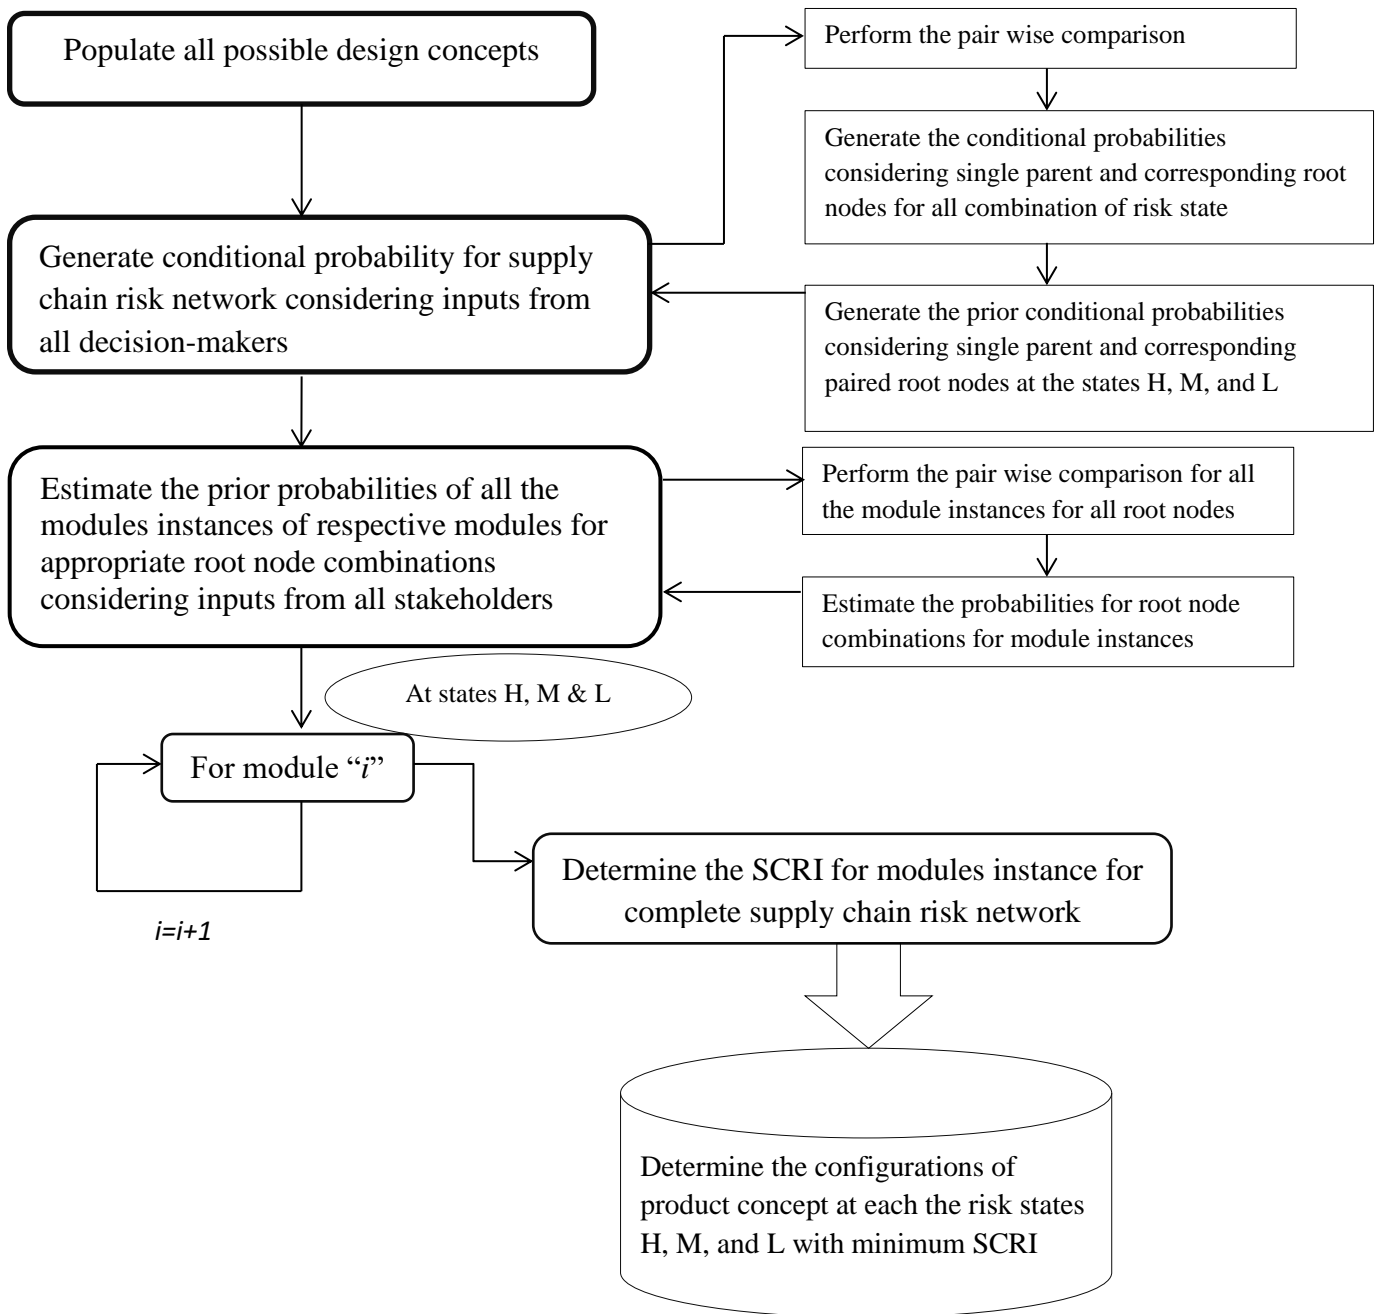 Populate all possible design concepts
Perform the pair wise comparison
Generate the conditional probabilities
considering single parent and corresponding root
nodes for all combination of risk state
Generate conditional probability for supply
chain risk network considering inputs from
all decision-makers
Generate the prior conditional probabilities
considering single parent and corresponding
paired root nodes at the states H, M, and L
Estimate the prior probabilities of all the
modules instances of respective modules for
appropriate root node combinations
considering inputs from all stakeholders
Perform the pair wise comparison for all
the module instances for all root nodes
Estimate the probabilities for root node
combinations for module instances
At states H, M & L
For module “i”
i=i+1
Determine the SCRI for modules instance for
complete supply chain risk network
Determine the configurations of
product concept at each the risk states
H, M, and L with minimum SCRI